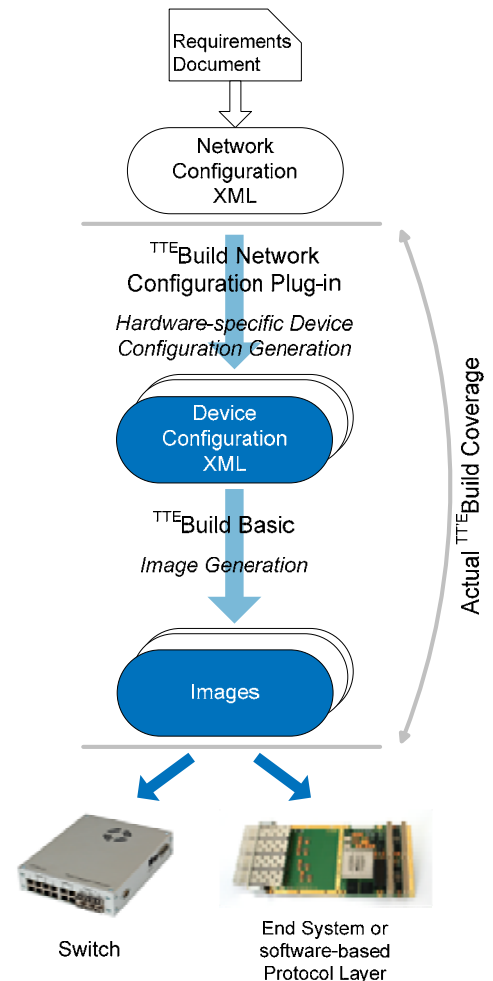 Requirements
Document
Network
Configuration
XML
TTEBuild Network
Configuration Plug-in
Hardware-specific Device
Configuration Generation
Device
Configuration
XML
TTEBuild Basic
Image Generation
Images
Actual TTEBuild Coverage
Switch
End System or
software-based
Protocol Layer